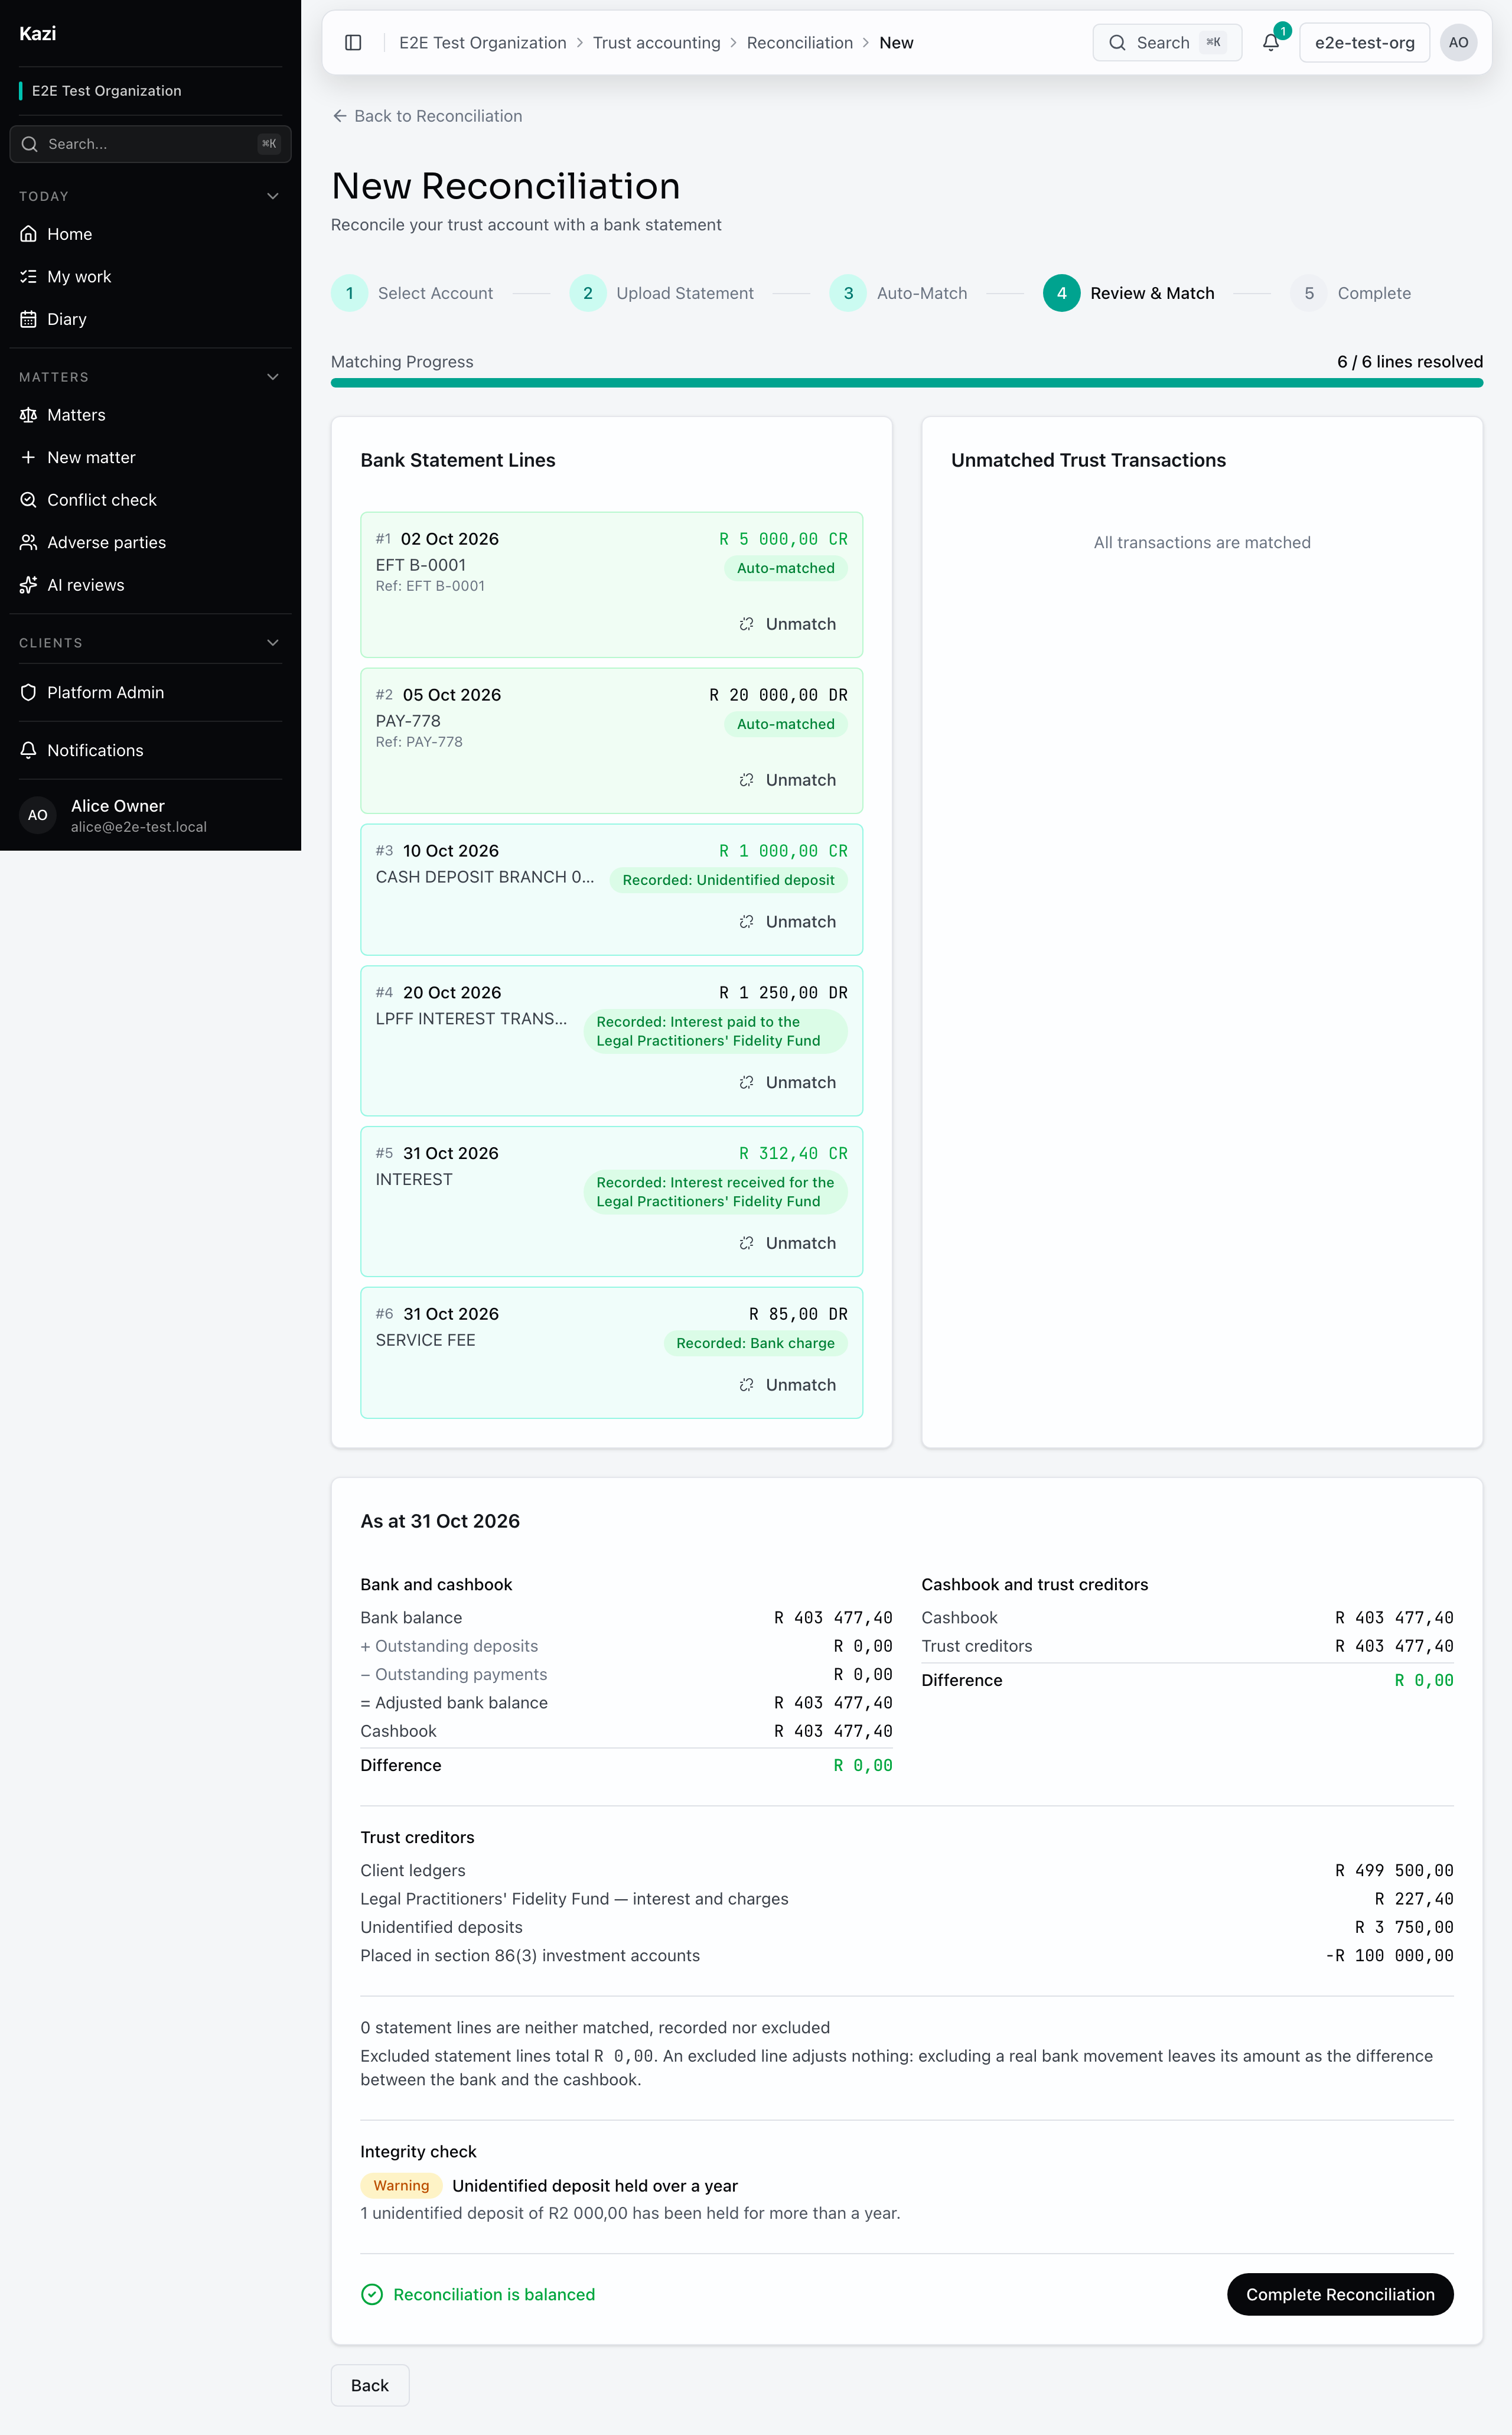 Kazi
E2E Test Organization
Search...
⌘K
TODAY
Home
My work
Diary
MATTERS
Matters
New matter
Conflict check
Adverse parties
AI reviews
CLIENTS
Platform Admin
Notifications
AO
Alice Owner
alice@e2e-test.local
E2E Test Organization > Trust accounting > Reconciliation > New
Search ⌘K
1
e2e-test-org
AO
← Back to Reconciliation
New Reconciliation
Reconcile your trust account with a bank statement
1 Select Account
2 Upload Statement
3 Auto-Match
4 Review & Match
5 Complete
Matching Progress
6 / 6 lines resolved
Bank Statement Lines
#1 02 Oct 2026 R 5 000,00 CR
EFT B-0001 Auto-matched
Ref: EFT B-0001
Unmatch
#2 05 Oct 2026 R 20 000,00 DR
PAY-778 Auto-matched
Ref: PAY-778
Unmatch
#3 10 Oct 2026 R 1 000,00 CR
CASH DEPOSIT BRANCH 0... Recorded: Unidentified deposit
Unmatch
#4 20 Oct 2026 R 1 250,00 DR
LPFF INTEREST TRANS... Recorded: Interest paid to the
Legal Practitioners' Fidelity Fund
Unmatch
#5 31 Oct 2026 R 312,40 CR
INTEREST Recorded: Interest received for the
Legal Practitioners' Fidelity Fund
Unmatch
#6 31 Oct 2026 R 85,00 DR
SERVICE FEE Recorded: Bank charge
Unmatch
Unmatched Trust Transactions
All transactions are matched
As at 31 Oct 2026
Bank and cashbook
Bank balance R 403 477,40
+ Outstanding deposits R 0,00
− Outstanding payments R 0,00
= Adjusted bank balance R 403 477,40
Cashbook R 403 477,40
Difference R 0,00
Cashbook and trust creditors
Cashbook R 403 477,40
Trust creditors R 403 477,40
Difference R 0,00
Trust creditors
Client ledgers R 499 500,00
Legal Practitioners' Fidelity Fund — interest and charges R 227,40
Unidentified deposits R 3 750,00
Placed in section 86(3) investment accounts -R 100 000,00
0 statement lines are neither matched, recorded nor excluded
Excluded statement lines total R 0,00. An excluded line adjusts nothing: excluding a real bank movement leaves its amount as the difference
between the bank and the cashbook.
Integrity check
Warning Unidentified deposit held over a year
1 unidentified deposit of R2 000,00 has been held for more than a year.
Reconciliation is balanced
Complete Reconciliation
Back